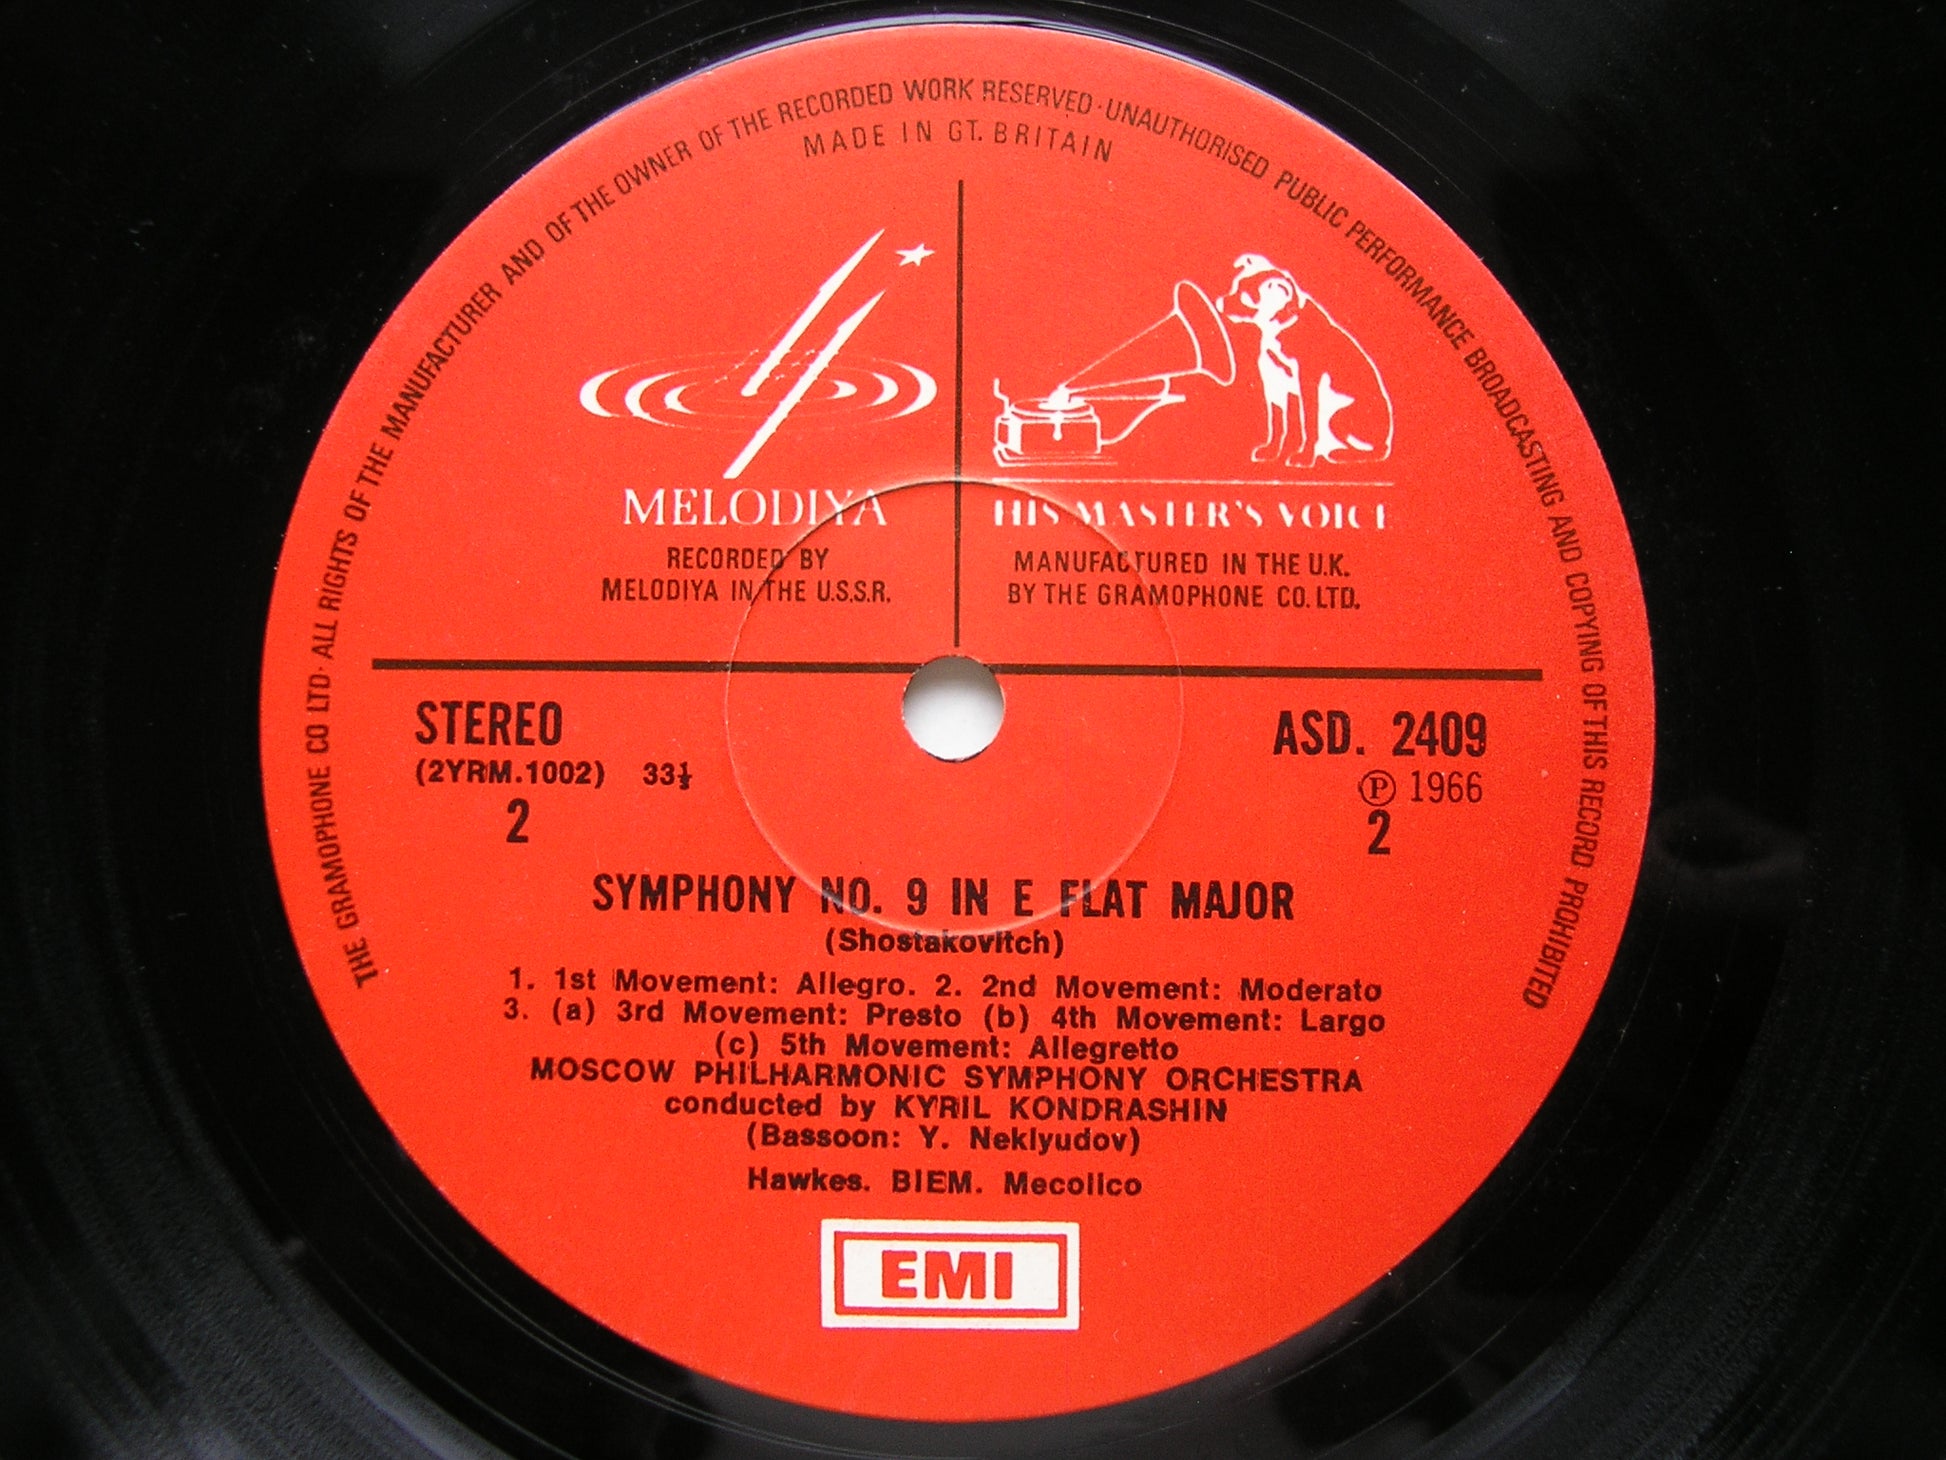 THE GRAMOPHONE CO LTD · ALL RIGHTS OF THE MANUFACTURER AND OF THE OWNER OF THE RECORDED WORK RESERVED · UNAUTHORISED PUBLIC PERFORMANCE BROADCASTING AND COPYING OF THIS RECORD PROHIBITED
MADE IN GT. BRITAIN
MELODIYA
RECORDED BY
MELODIYA IN THE U.S.S.R.
HIS MASTER'S VOICE
MANUFACTURED IN THE U.K.
BY THE GRAMOPHONE CO. LTD.
STEREO
(2YRM.1002) 33⅓
2
ASD. 2409
Ⓟ 1966
2
SYMPHONY NO. 9 IN E FLAT MAJOR
(Shostakovitch)
1. 1st Movement: Allegro. 2. 2nd Movement: Moderato
3. (a) 3rd Movement: Presto (b) 4th Movement: Largo
(c) 5th Movement: Allegretto
MOSCOW PHILHARMONIC SYMPHONY ORCHESTRA
conducted by KYRIL KONDRASHIN
(Bassoon: Y. Neklyudov)
Hawkes. BIEM. Mecolico
EMI